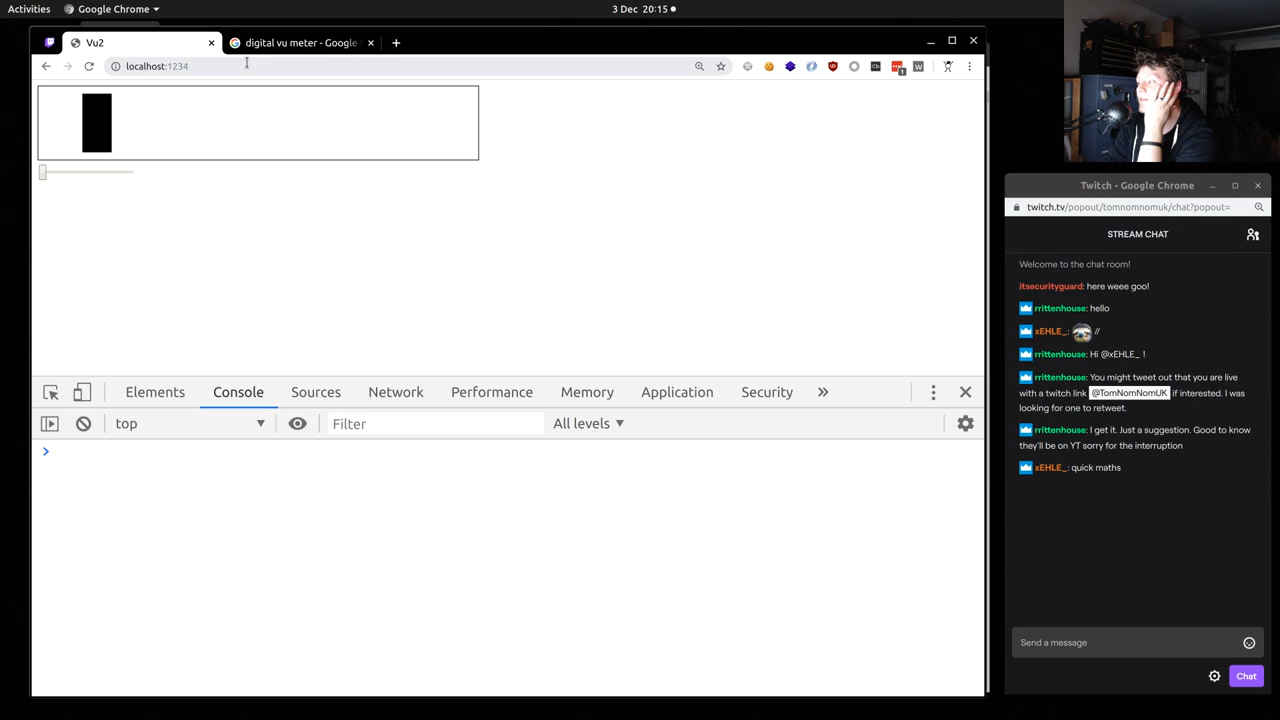 Activities
Google Chrome
3 Dec 20:15
Vu2
digital vu meter - Google
localhost:1234
Cb
1
W
Elements
Console
Sources
Network
Performance
Memory
Application
Security
top
Filter
All levels
Twitch - Google Chrome
twitch.tv/popout/tomnomnomuk/chat?popout=
STREAM CHAT
Welcome to the chat room!
itsecurityguard: here weee goo!
rrittenhouse: hello
xEHLE_: //
rrittenhouse: Hi @xEHLE_ !
rrittenhouse: You might tweet out that you are live
with a twitch link @TomNomNomUK if interested. I was
looking for one to retweet.
rrittenhouse: I get it. Just a suggestion. Good to know
they'll be on YT sorry for the interruption
xEHLE_: quick maths
Send a message
Chat